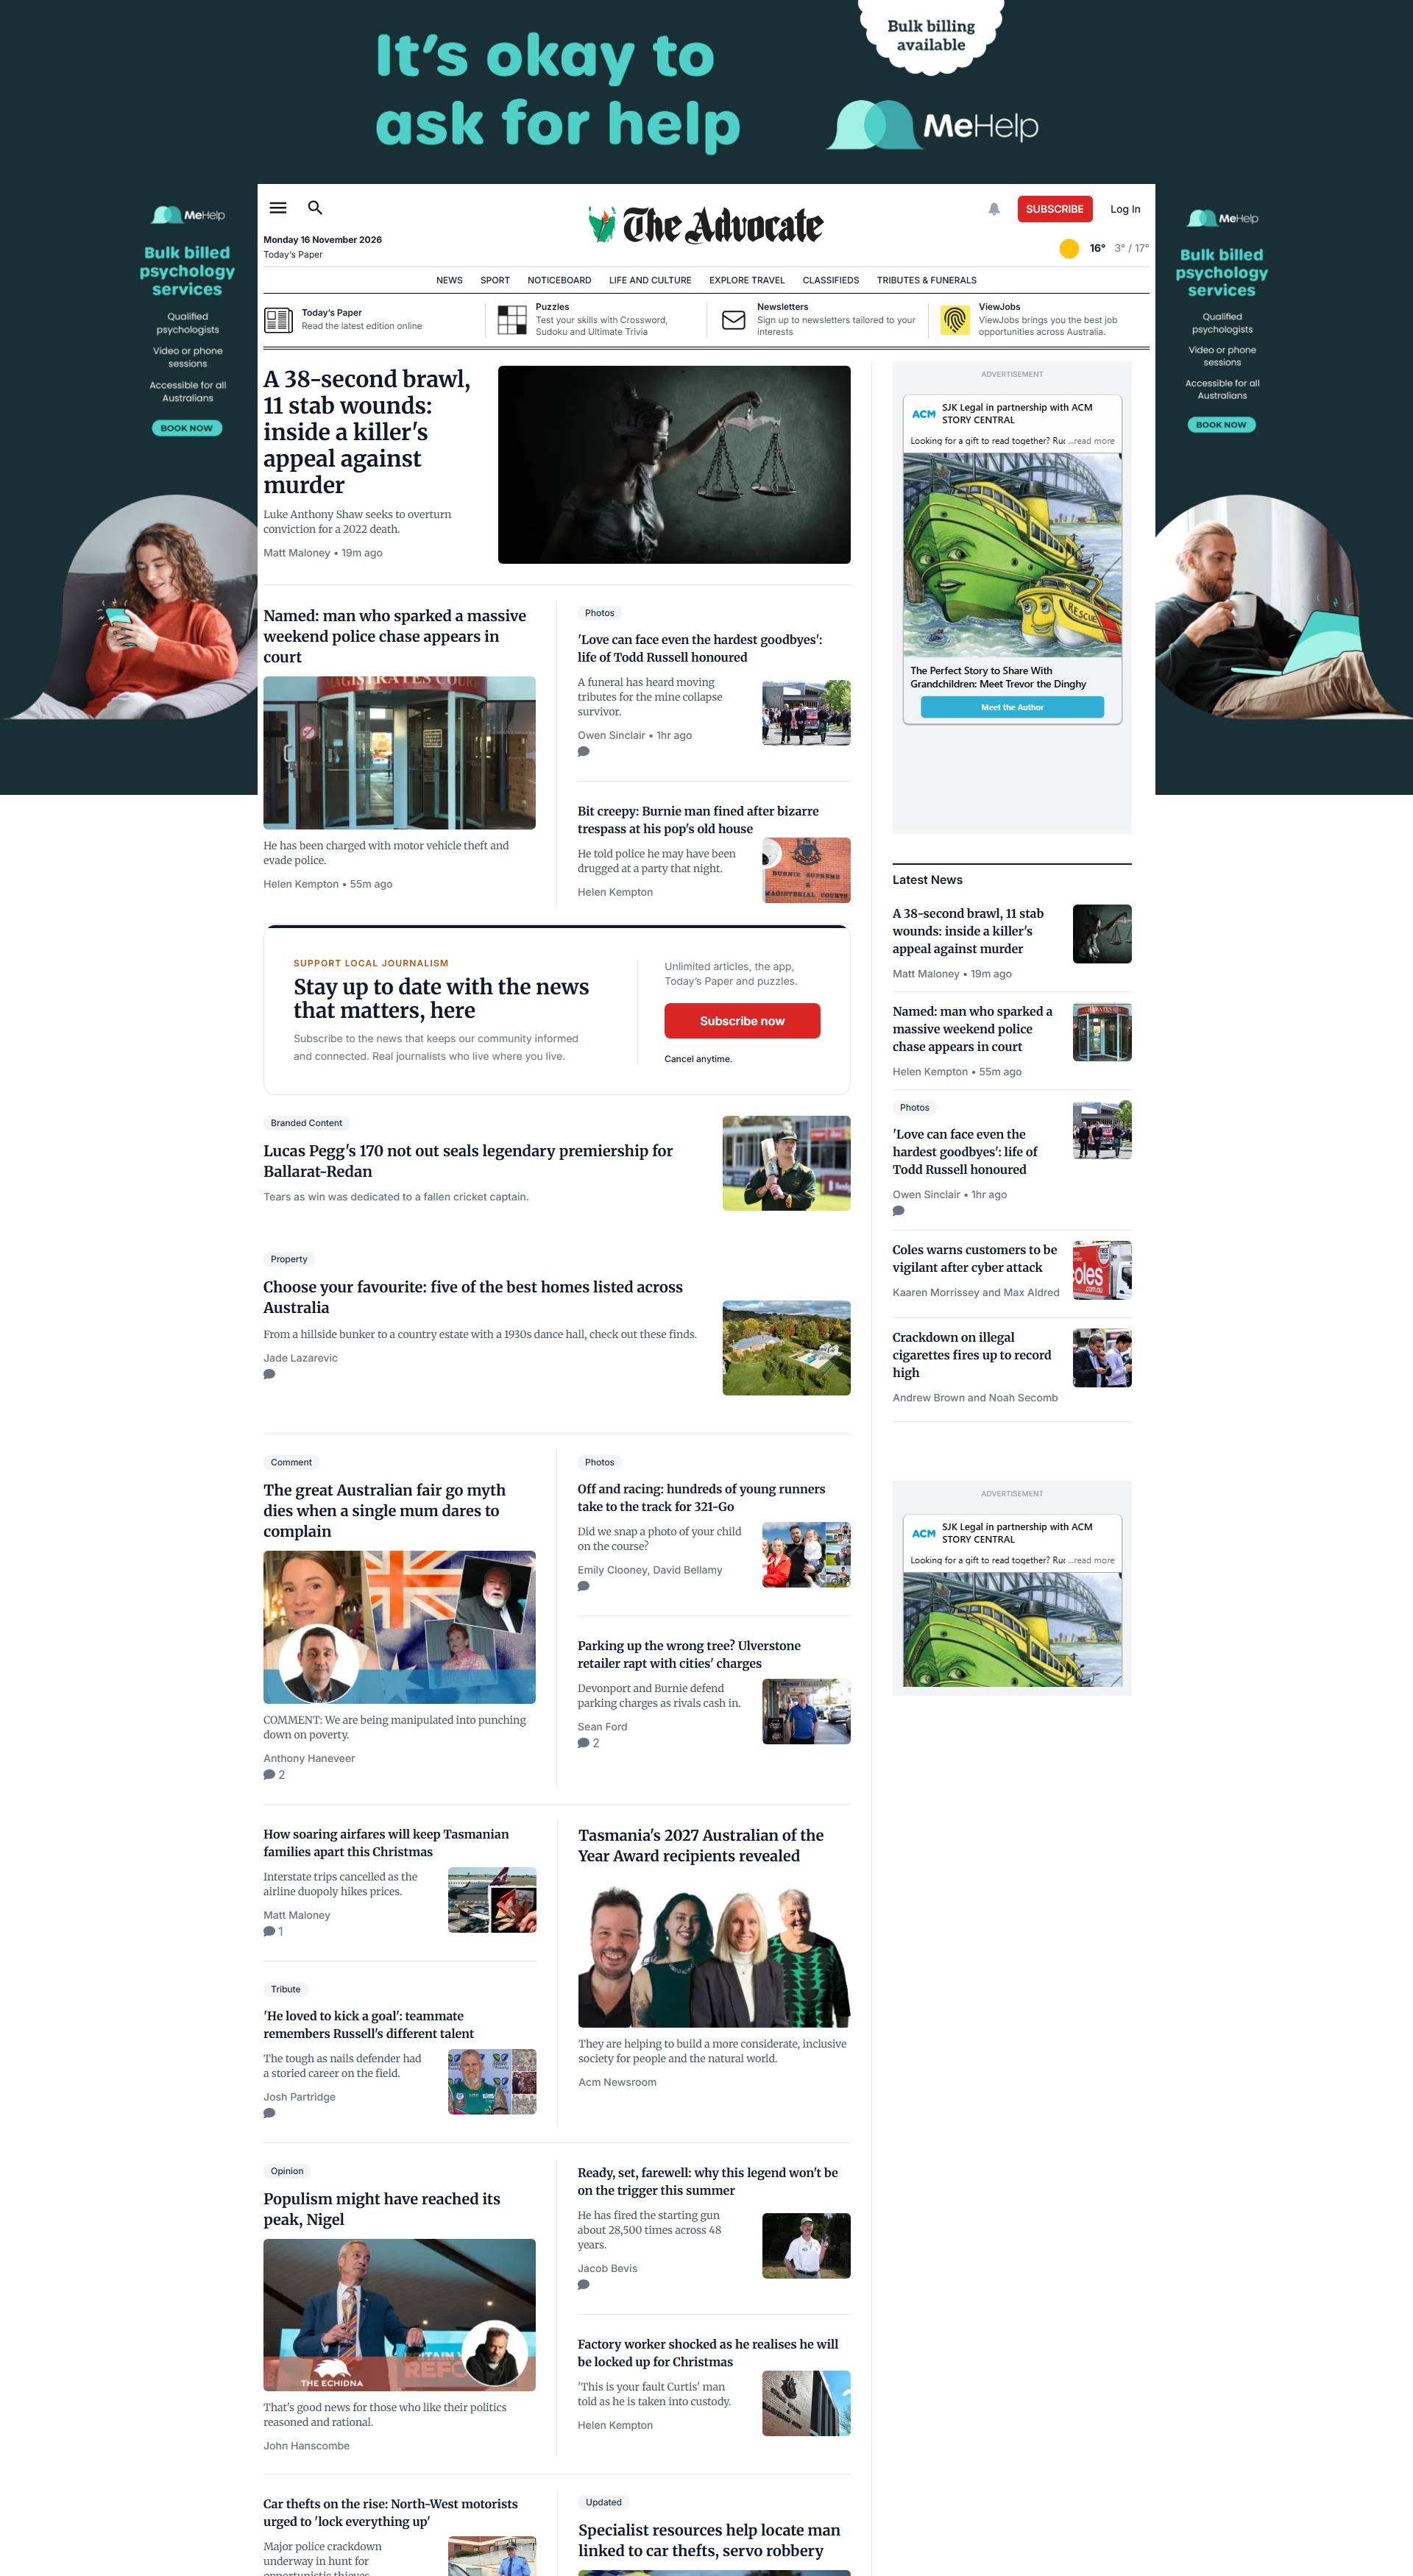 It's okay to
ask for help
Bulk billing
available
MeHelp
MeHelp
Bulk billed
psychology
services
Qualified
psychologists
Video or phone
sessions
Accessible for all
Australians
BOOK NOW
MeHelp
Bulk billed
psychology
services
Qualified
psychologists
Video or phone
sessions
Accessible for all
Australians
BOOK NOW
The Advocate
SUBSCRIBE
Log In
Monday 16 November 2026
Today's Paper
16°
3° / 17°
NEWS
SPORT
NOTICEBOARD
LIFE AND CULTURE
EXPLORE TRAVEL
CLASSIFIEDS
TRIBUTES & FUNERALS
Today's Paper
Read the latest edition online
Puzzles
Test your skills with Crossword,
Sudoku and Ultimate Trivia
Newsletters
Sign up to newsletters tailored to your
interests
ViewJobs
ViewJobs brings you the best job
opportunities across Australia.
A 38-second brawl,
11 stab wounds:
inside a killer's
appeal against
murder
Luke Anthony Shaw seeks to overturn
conviction for a 2022 death.
Matt Maloney • 19m ago
Named: man who sparked a massive
weekend police chase appears in
court
MAGISTRATES COURT
He has been charged with motor vehicle theft and
evade police.
Helen Kempton • 55m ago
Photos
'Love can face even the hardest goodbyes':
life of Todd Russell honoured
A funeral has heard moving
tributes for the mine collapse
survivor.
Owen Sinclair • 1hr ago
Bit creepy: Burnie man fined after bizarre
trespass at his pop's old house
He told police he may have been
drugged at a party that night.
Helen Kempton
BURNIE SUPREME
&
MAGISTERIAL COURTS
SUPPORT LOCAL JOURNALISM
Stay up to date with the news
that matters, here
Subscribe to the news that keeps our community informed
and connected. Real journalists who live where you live.
Unlimited articles, the app,
Today's Paper and puzzles.
Subscribe now
Cancel anytime.
Branded Content
Lucas Pegg's 170 not out seals legendary premiership for
Ballarat-Redan
Tears as win was dedicated to a fallen cricket captain.
Property
Choose your favourite: five of the best homes listed across
Australia
From a hillside bunker to a country estate with a 1930s dance hall, check out these finds.
Jade Lazarevic
Comment
The great Australian fair go myth
dies when a single mum dares to
complain
COMMENT: We are being manipulated into punching
down on poverty.
Anthony Haneveer
2
Photos
Off and racing: hundreds of young runners
take to the track for 321-Go
Did we snap a photo of your child
on the course?
Emily Clooney, David Bellamy
Parking up the wrong tree? Ulverstone
retailer rapt with cities' charges
Devonport and Burnie defend
parking charges as rivals cash in.
Sean Ford
2
How soaring airfares will keep Tasmanian
families apart this Christmas
Interstate trips cancelled as the
airline duopoly hikes prices.
Matt Maloney
1
Tribute
'He loved to kick a goal': teammate
remembers Russell's different talent
The tough as nails defender had
a storied career on the field.
Josh Partridge
Tasmania's 2027 Australian of the
Year Award recipients revealed
They are helping to build a more considerate, inclusive
society for people and the natural world.
Acm Newsroom
Opinion
Populism might have reached its
peak, Nigel
THE ECHIDNA
That's good news for those who like their politics
reasoned and rational.
John Hanscombe
Ready, set, farewell: why this legend won't be
on the trigger this summer
He has fired the starting gun
about 28,500 times across 48
years.
Jacob Bevis
Factory worker shocked as he realises he will
be locked up for Christmas
'This is your fault Curtis' man
told as he is taken into custody.
Helen Kempton
Car thefts on the rise: North-West motorists
urged to 'lock everything up'
Major police crackdown
underway in hunt for
opportunistic thieves
Updated
Specialist resources help locate man
linked to car thefts, servo robbery
ADVERTISEMENT
ACM
SJK Legal in partnership with ACM
STORY CENTRAL
Looking for a gift to read together? Ru ...read more
RESCUE
The Perfect Story to Share With
Grandchildren: Meet Trevor the Dinghy
Meet the Author
Latest News
A 38-second brawl, 11 stab
wounds: inside a killer's
appeal against murder
Matt Maloney • 19m ago
Named: man who sparked a
massive weekend police
chase appears in court
Helen Kempton • 55m ago
Photos
'Love can face even the
hardest goodbyes': life of
Todd Russell honoured
Owen Sinclair • 1hr ago
Coles warns customers to be
vigilant after cyber attack
Kaaren Morrissey and Max Aldred
coles
Crackdown on illegal
cigarettes fires up to record
high
Andrew Brown and Noah Secomb
ADVERTISEMENT
ACM
SJK Legal in partnership with ACM
STORY CENTRAL
Looking for a gift to read together? Ru ...read more